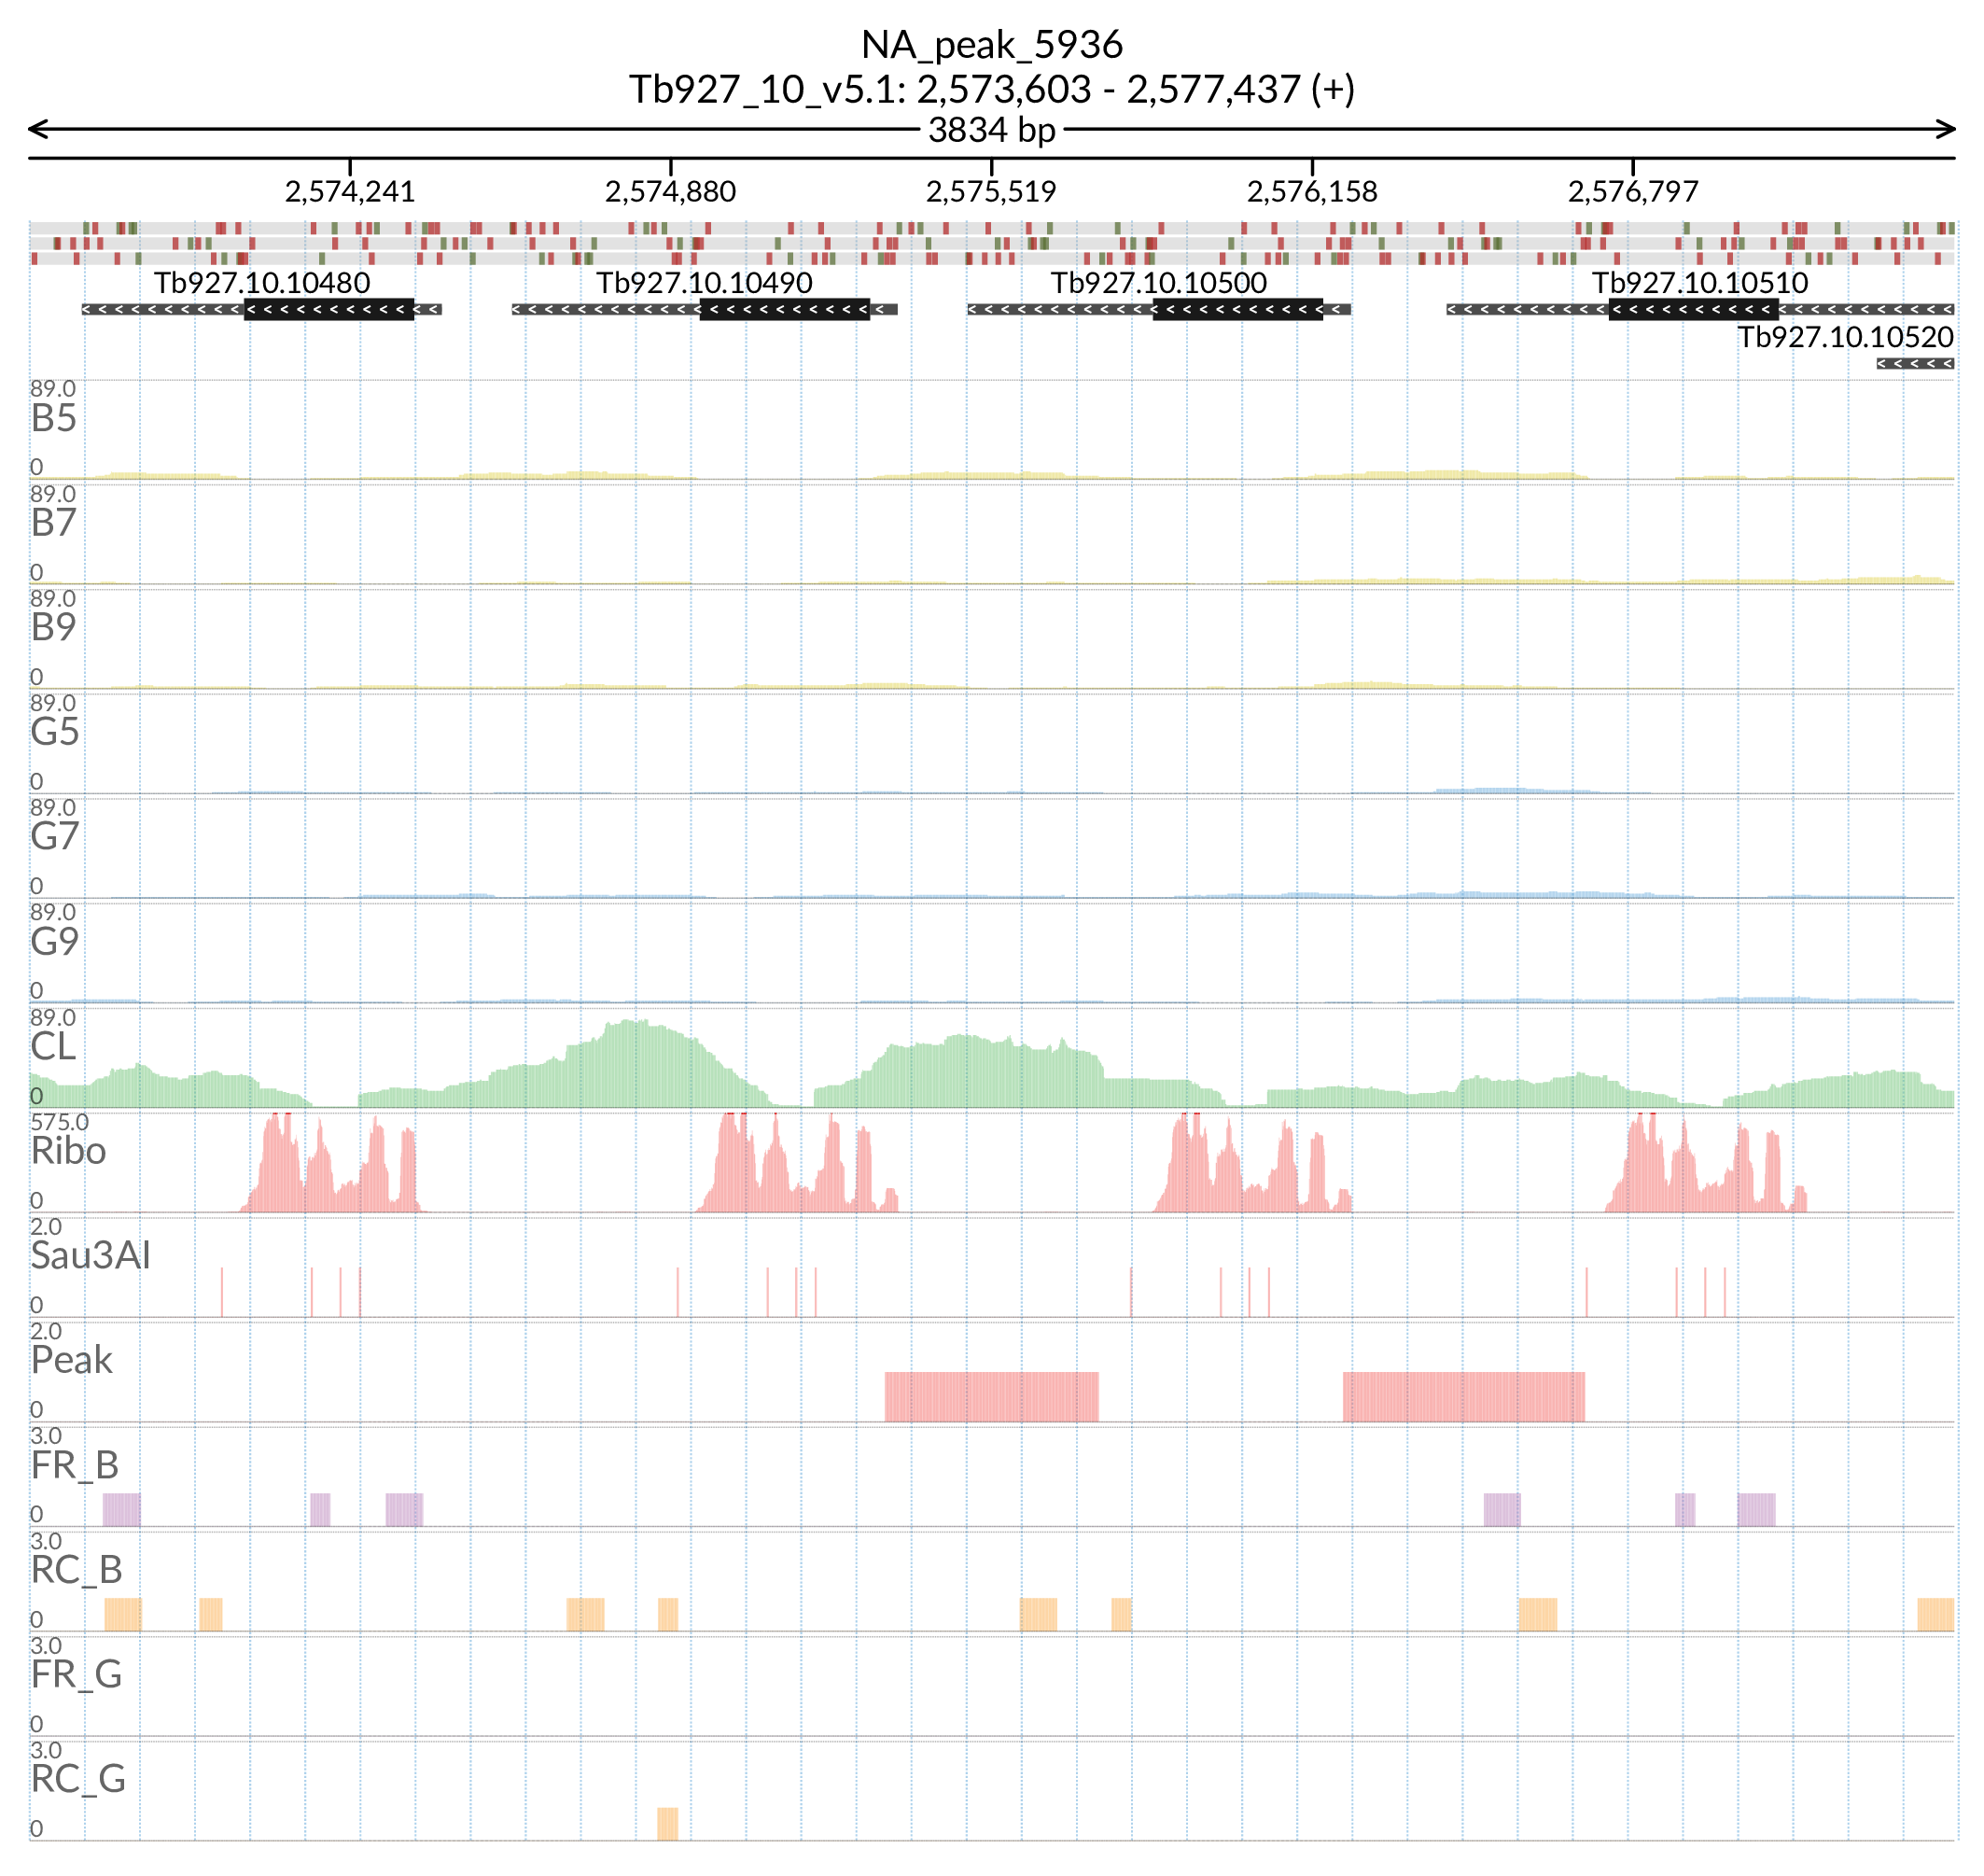 NA_peak_5936
Tb927_10_v5.1: 2,573,603 - 2,577,437 (+)
3834 bp
2,574,241 2,574,880 2,575,519 2,576,158 2,576,797
Tb927.10.10480 Tb927.10.10490 Tb927.10.10500 Tb927.10.10510
Tb927.10.10520
89.0
B5
0
89.0
B7
0
89.0
B9
0
89.0
G5
0
89.0
G7
0
89.0
G9
0
89.0
CL
0
575.0
Ribo
0
2.0
Sau3AI
0
2.0
Peak
0
3.0
FR_B
0
3.0
RC_B
0
3.0
FR_G
0
3.0
RC_G
0